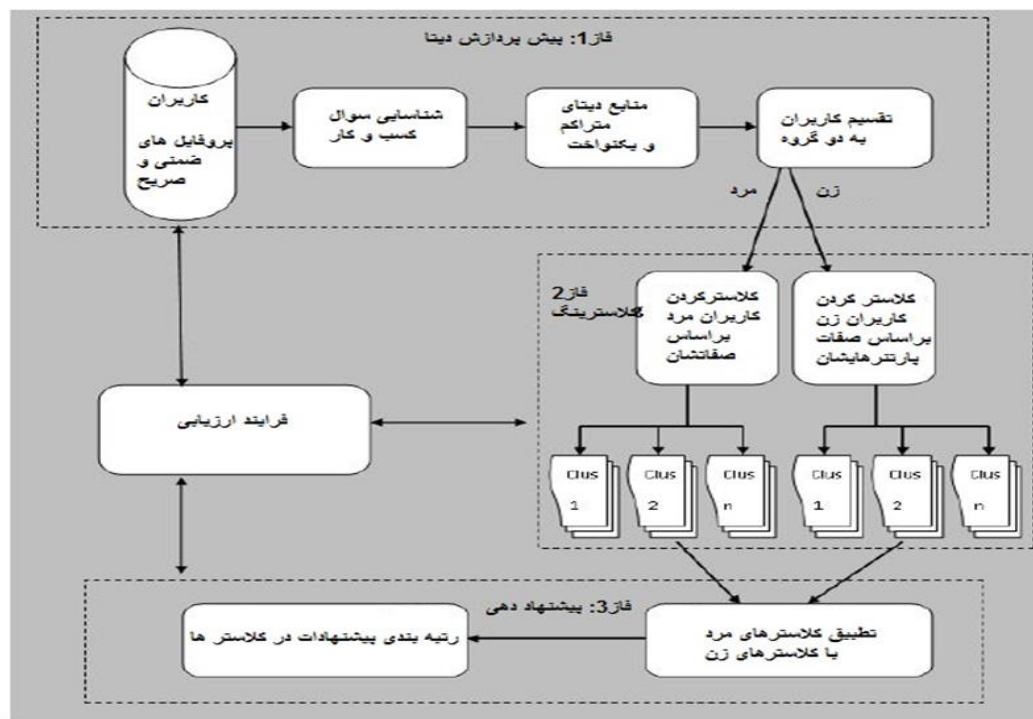 فاز1: پیش پردازش دیتا
کاربران
پروفایل های
ضمنی و
صریح
شناسایی سوال
کسب و کار
منابع دیتای
متراکم
و یکنواخت
تقسیم کاربران
به دو گروه
مرد
زن
فاز2
کلاسترینگ
کلاسترکردن
کاربران مرد
براساس
صفاتشان
کلاستر کردن
کاربران زن
براساس صفات
پارتنرهایشان
فرایند ارزیابی
Clus
1
Clus
2
Clus
n
Clus
1
Clus
2
Clus
n
فاز3: پیشنهاد دهی
رتبه بندی پیشنهادات در کلاستر ها
تطبیق کلاسترهای مرد
با کلاسترهای زن